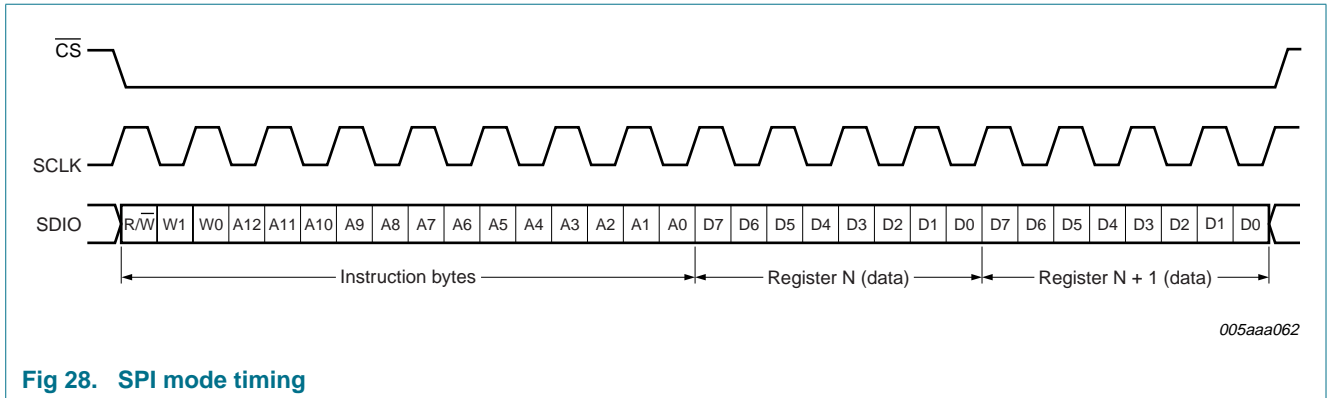 CS
SCLK
SDIO R/W W1 W0 A12 A11 A10 A9 A8 A7 A6 A5 A4 A3 A2 A1 A0 D7 D6 D5 D4 D3 D2 D1 D0 D7 D6 D5 D4 D3 D2 D1 D0
Instruction bytes Register N (data) Register N + 1 (data)
005aaa062
Fig 28. SPI mode timing